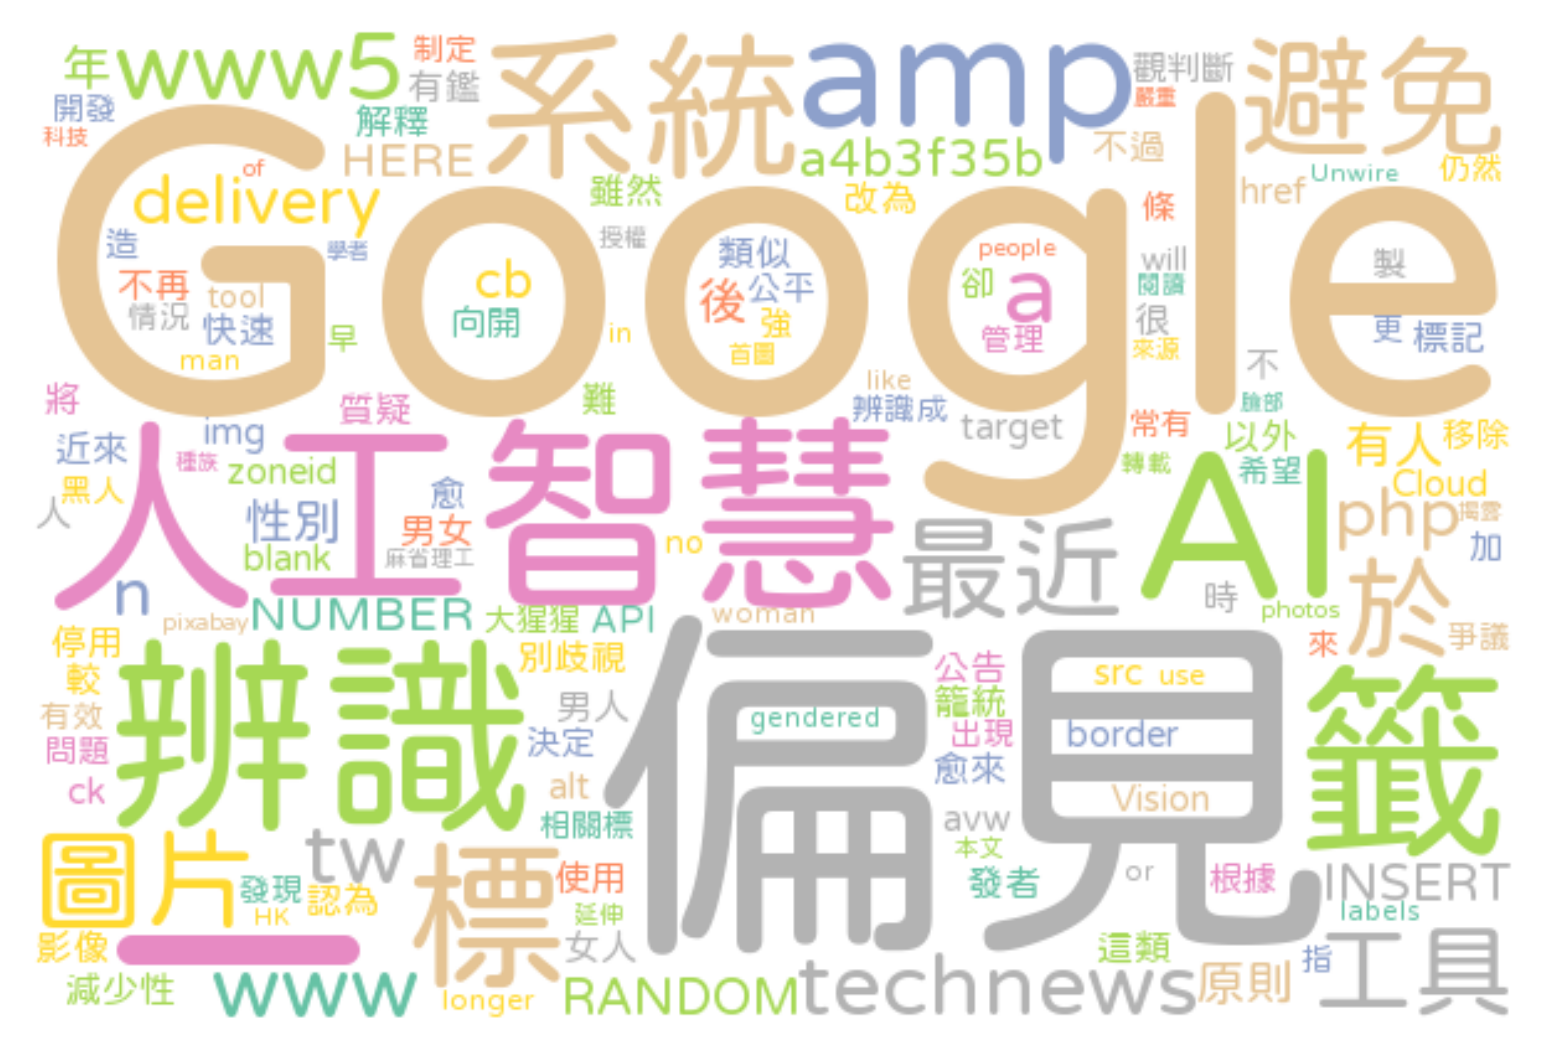 年 www5 制定 系統 amp 觀判斷 避免
開發 有鑑 嚴重
科技 解釋 HERE a4b3f35b 不過
Google
of 雖然 改為 條 href Unwire 仍然
delivery
造 學者 授權 類似 people will 製
不再 tool cb 後 公平 卻 a 閱讀
情況 快速 早 向開 in 強 管理 很 更 標記
man 首圖 來源 不
將 質疑 難 like 辨識成 target 常有 臉部
近來 img 人工智慧 AI 以外 有人 移除
種族 zoneid 轉載 希望 Cloud
黑人 愈 php 揭露
人 性別 男女 no 最近 加
blank 麻省理工
n 時 於
pixabay NUMBER 大猩猩 API woman photos
停用 辨識 別歧視 偏見 公告 src use 來 爭議
較 籤
有效 男人 gendered 籠統
問題 決定 出現 border
ck alt 愈來 Vision
相關標 avw
圖片 tw 標 本文
發現 認為 使用 發者 or 根據 INSERT
HK 延伸 labels
影像 一 女人 這類 指 工具
減少性 www longer RANDOM technews 原則